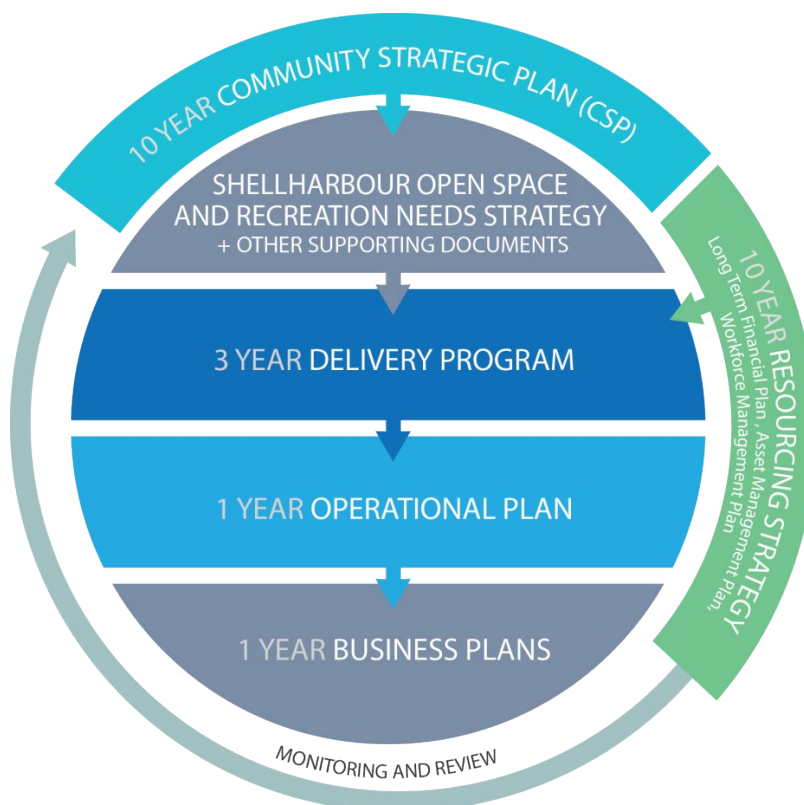 10 YEAR COMMUNITY STRATEGIC PLAN (CSP)
SHELLHARBOUR OPEN SPACE
AND RECREATION NEEDS STRATEGY
+ OTHER SUPPORTING DOCUMENTS
3 YEAR DELIVERY PROGRAM
1 YEAR OPERATIONAL PLAN
1 YEAR BUSINESS PLANS
10 YEAR RESOURCING STRATEGY
Long Term Financial Plan , Asset Management Plan,
Workforce Management Plan
MONITORING AND REVIEW